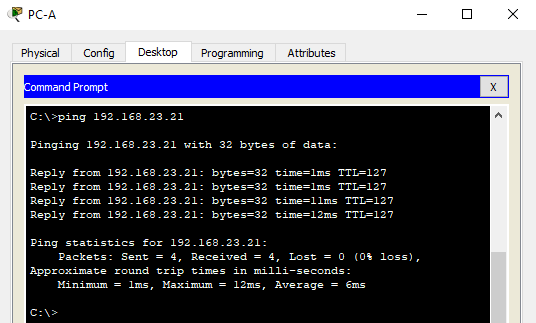 PC-A
Physical Config Desktop Programming Attributes
Command Prompt X
C:\>ping 192.168.23.21
Pinging 192.168.23.21 with 32 bytes of data:
Reply from 192.168.23.21: bytes=32 time=1ms TTL=127
Reply from 192.168.23.21: bytes=32 time=1ms TTL=127
Reply from 192.168.23.21: bytes=32 time=11ms TTL=127
Reply from 192.168.23.21: bytes=32 time=12ms TTL=127
Ping statistics for 192.168.23.21:
Packets: Sent = 4, Received = 4, Lost = 0 (0% loss),
Approximate round trip times in milli-seconds:
Minimum = 1ms, Maximum = 12ms, Average = 6ms
C:\>